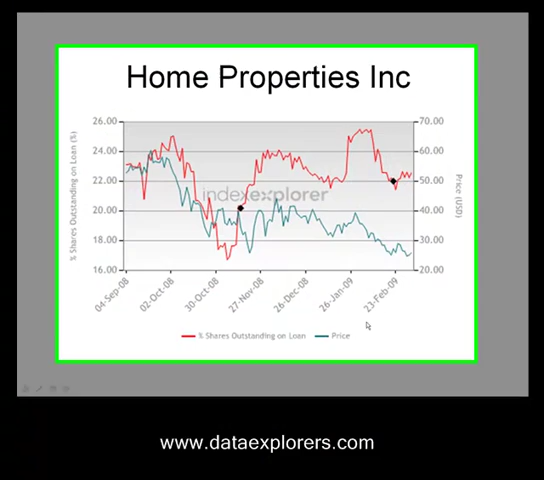 Home Properties Inc
26.00
24.00
22.00
20.00
18.00
16.00
% Shares Outstanding on Loan (%)
70.00
60.00
50.00
40.00
30.00
20.00
Price (USD)
indexexplorer
04-Sep-08
02-Oct-08
30-Oct-08
27-Nov-08
26-Dec-08
26-Jan-09
23-Feb-09
% Shares Outstanding on Loan
Price
www.dataexplorers.com